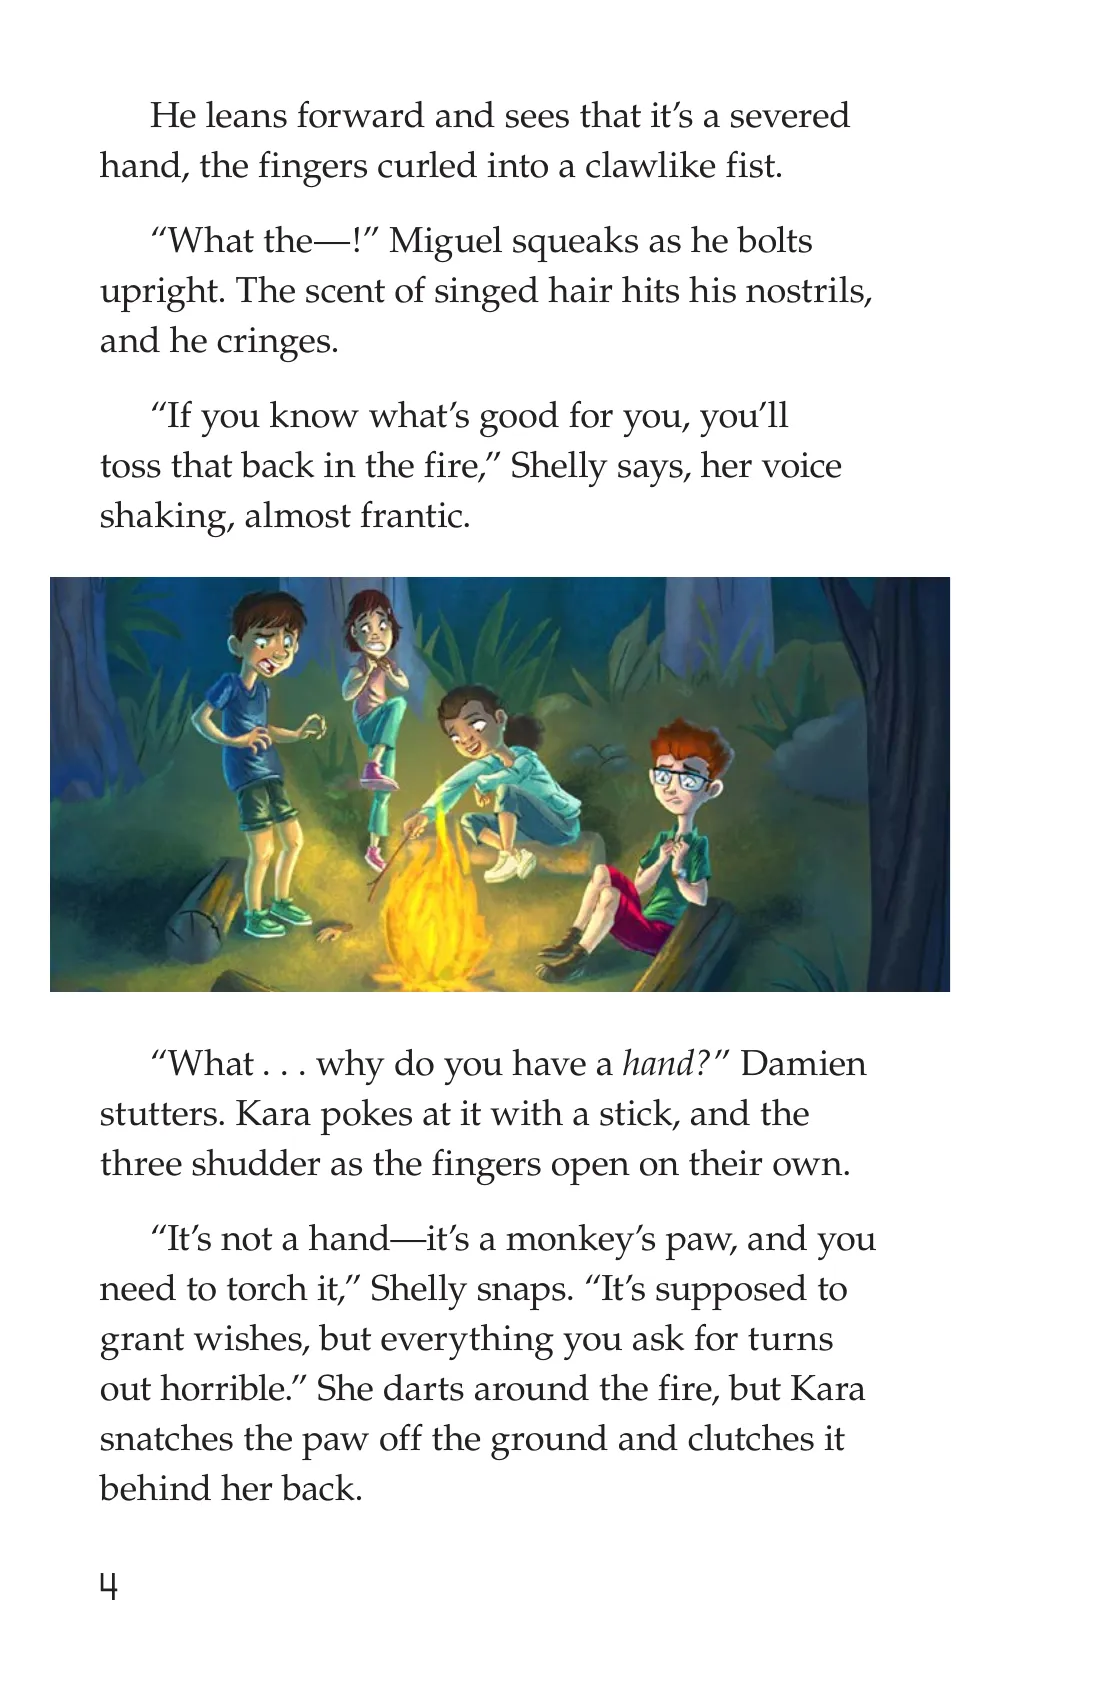 He leans forward and sees that it’s a severed
hand, the fingers curled into a clawlike fist.
“What the—!” Miguel squeaks as he bolts
upright. The scent of singed hair hits his nostrils,
and he cringes.
“If you know what’s good for you, you’ll
toss that back in the fire,” Shelly says, her voice
shaking, almost frantic.
“What . . . why do you have a hand?” Damien
stutters. Kara pokes at it with a stick, and the
three shudder as the fingers open on their own.
“It’s not a hand—it’s a monkey’s paw, and you
need to torch it,” Shelly snaps. “It’s supposed to
grant wishes, but everything you ask for turns
out horrible.” She darts around the fire, but Kara
snatches the paw off the ground and clutches it
behind her back.
4